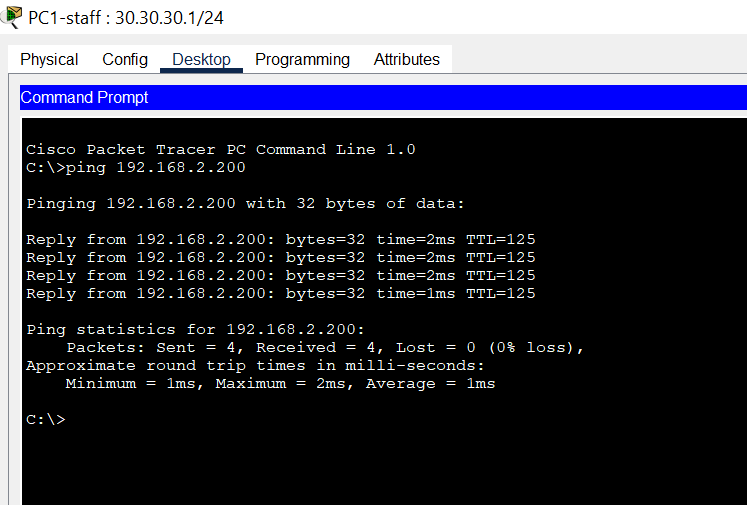 PC1-staff : 30.30.30.1/24
Physical Config Desktop Programming Attributes
Command Prompt
Cisco Packet Tracer PC Command Line 1.0
C:\>ping 192.168.2.200
Pinging 192.168.2.200 with 32 bytes of data:
Reply from 192.168.2.200: bytes=32 time=2ms TTL=125
Reply from 192.168.2.200: bytes=32 time=2ms TTL=125
Reply from 192.168.2.200: bytes=32 time=2ms TTL=125
Reply from 192.168.2.200: bytes=32 time=1ms TTL=125
Ping statistics for 192.168.2.200:
Packets: Sent = 4, Received = 4, Lost = 0 (0% loss),
Approximate round trip times in milli-seconds:
Minimum = 1ms, Maximum = 2ms, Average = 1ms
C:\>